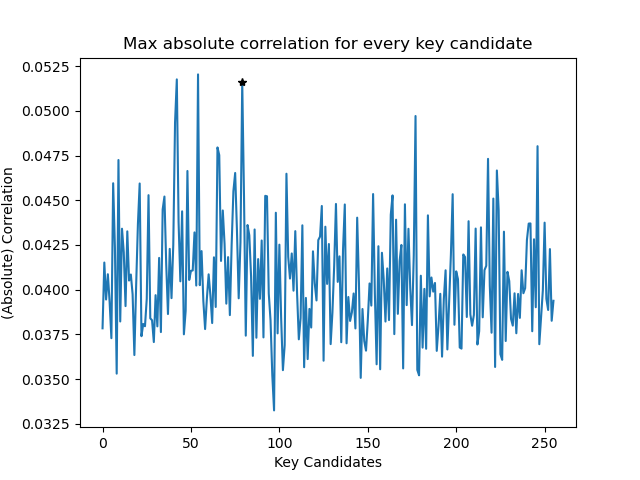 Max absolute correlation for every key candidate
0.0525
0.0500
0.0475
0.0450
0.0425
0.0400
0.0375
0.0350
0.0325
(Absolute) Correlation
0 50 100 150 200 250
Key Candidates